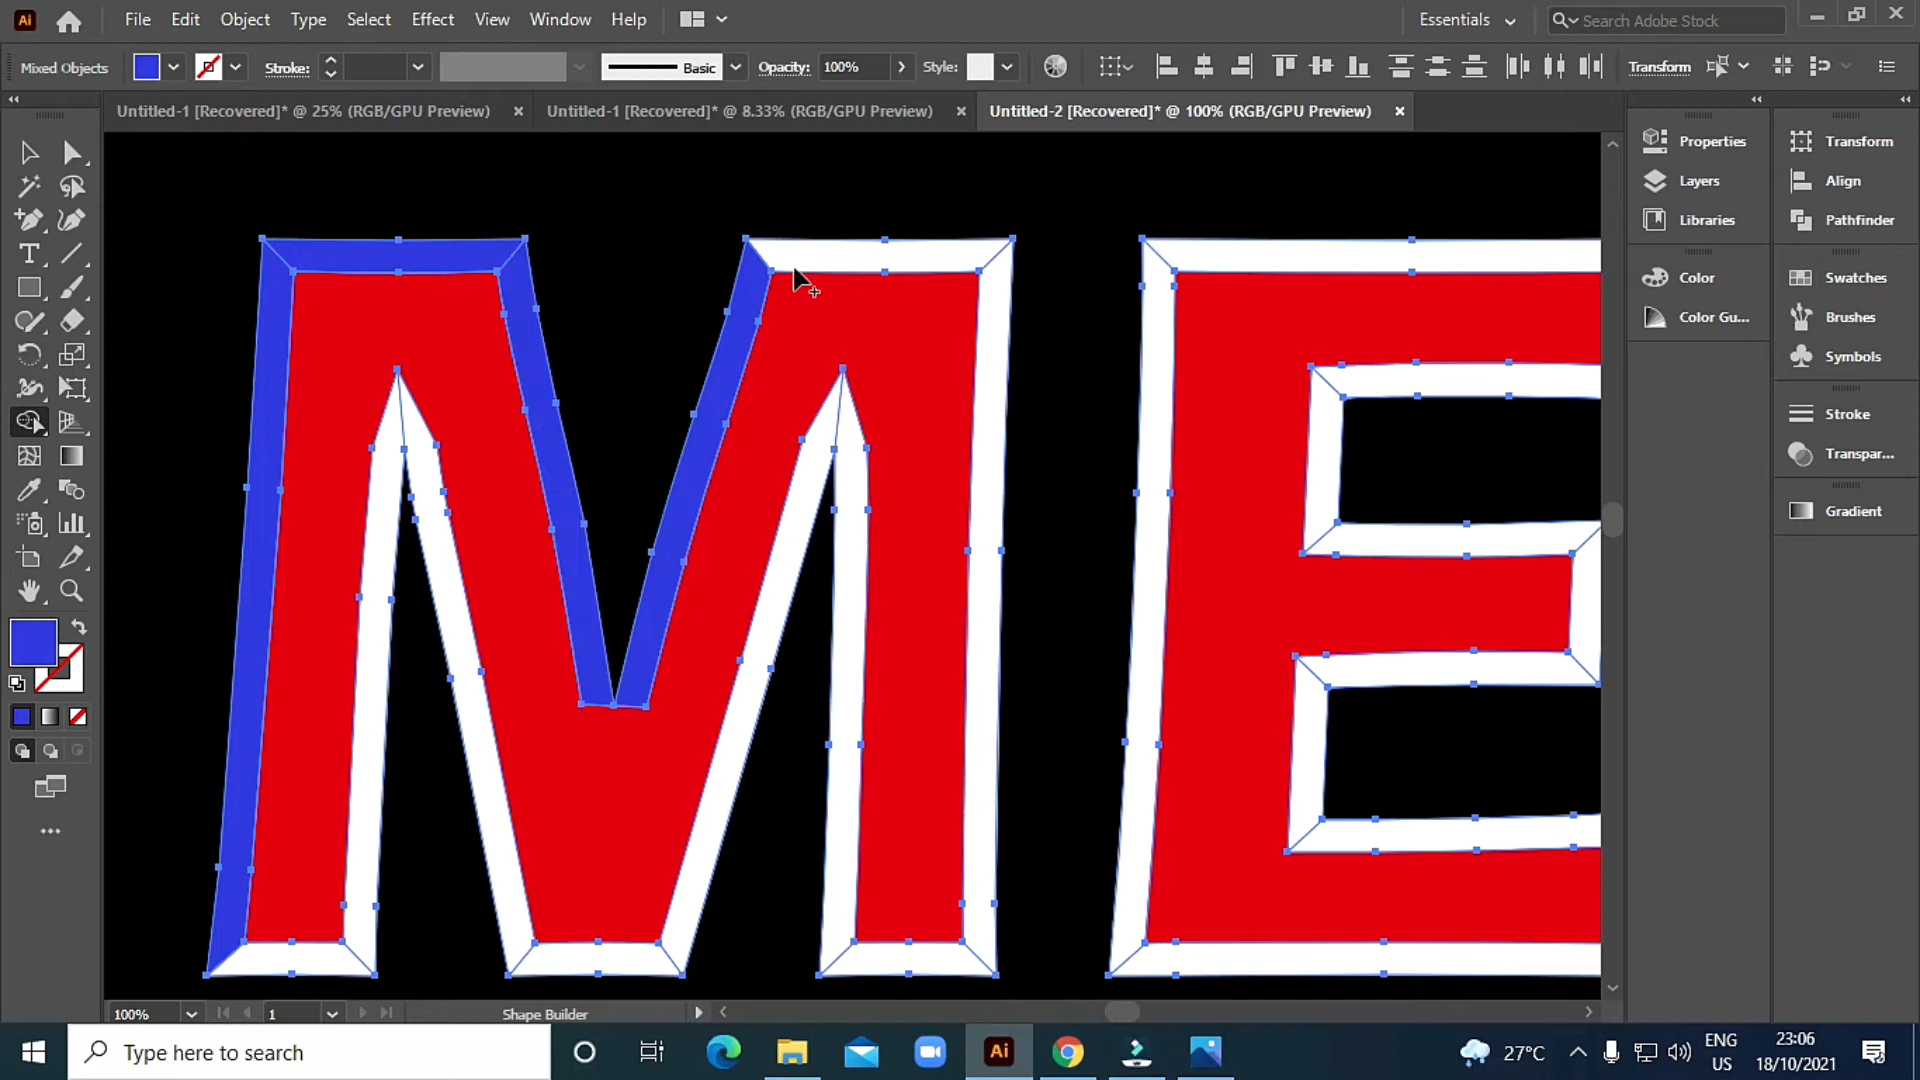 Ai File Edit Object Type Select Effect View Window Help Essentials Search Adobe Stock
Mixed Objects Stroke: Basic Opacity: 100% Style: Transform
Untitled-1 [Recovered]* @ 25% (RGB/GPU Preview) Untitled-1 [Recovered]* @ 8.33% (RGB/GPU Preview) Untitled-2 [Recovered]* @ 100% (RGB/GPU Preview)
Properties
Layers
Libraries
Color
Color Gu...
Transform
Align
Pathfinder
Swatches
Brushes
Symbols
Stroke
Transpar...
Gradient
ME
100% 1 Shape Builder
Type here to search Ai 27°C ENG US 23:06 18/10/2021